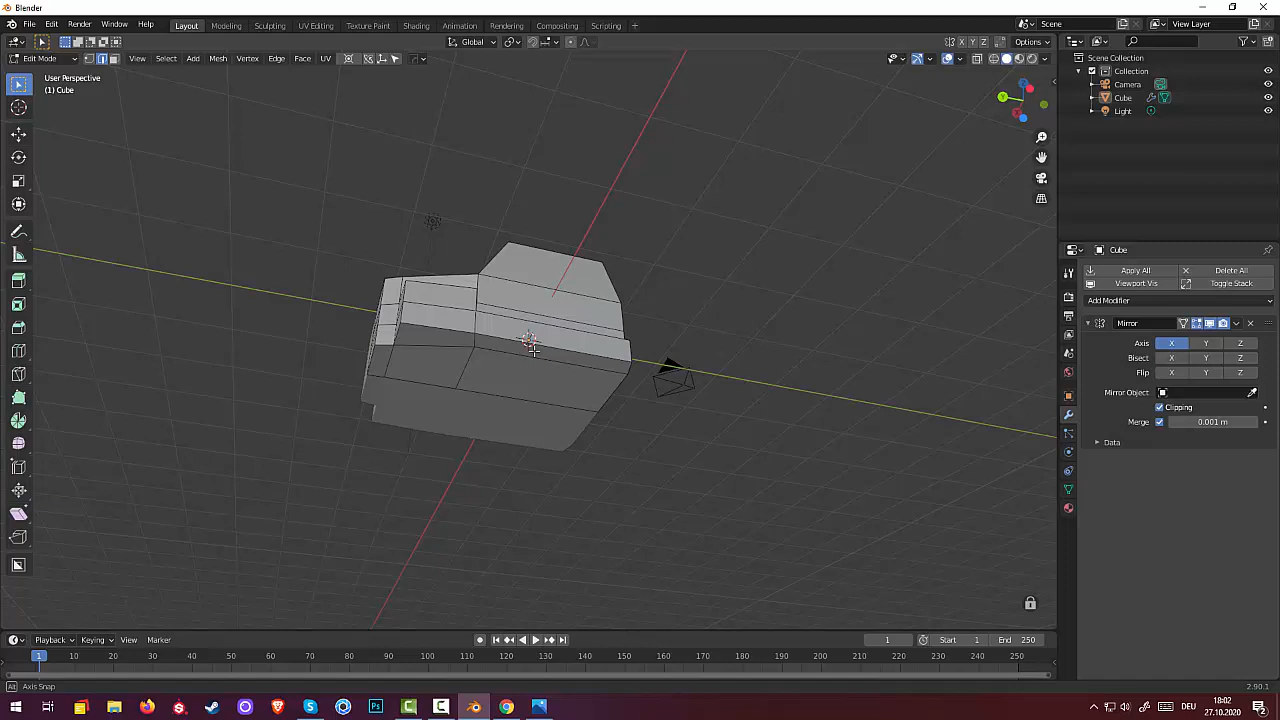 Blender
File Edit Render Window Help Layout Modeling Sculpting UV Editing Texture Paint Shading Animation Rendering Compositing Scripting + Scene View Layer
Global X Y Z Options
Edit Mode View Select Add Mesh Vertex Edge Face UV
User Perspective
(1) Cube
Y
Scene Collection
Collection
Camera
Cube
Light
Cube
Apply All Delete All
Viewport Vis Toggle Stack
Add Modifier
Mirror
Axis X Y Z
Bisect X Y Z
Flip X Y Z
Mirror Object
Clipping
Merge 0.001 m
Data
Playback Keying View Marker 1 Start 1 End 250
1 10 20 30 40 50 60 70 80 90 100 110 120 130 140 150 160 170 180 190 200 210 220 230 240 250
Alt Axis Snap 2.90.1
DEU 18:02
27.10.2020